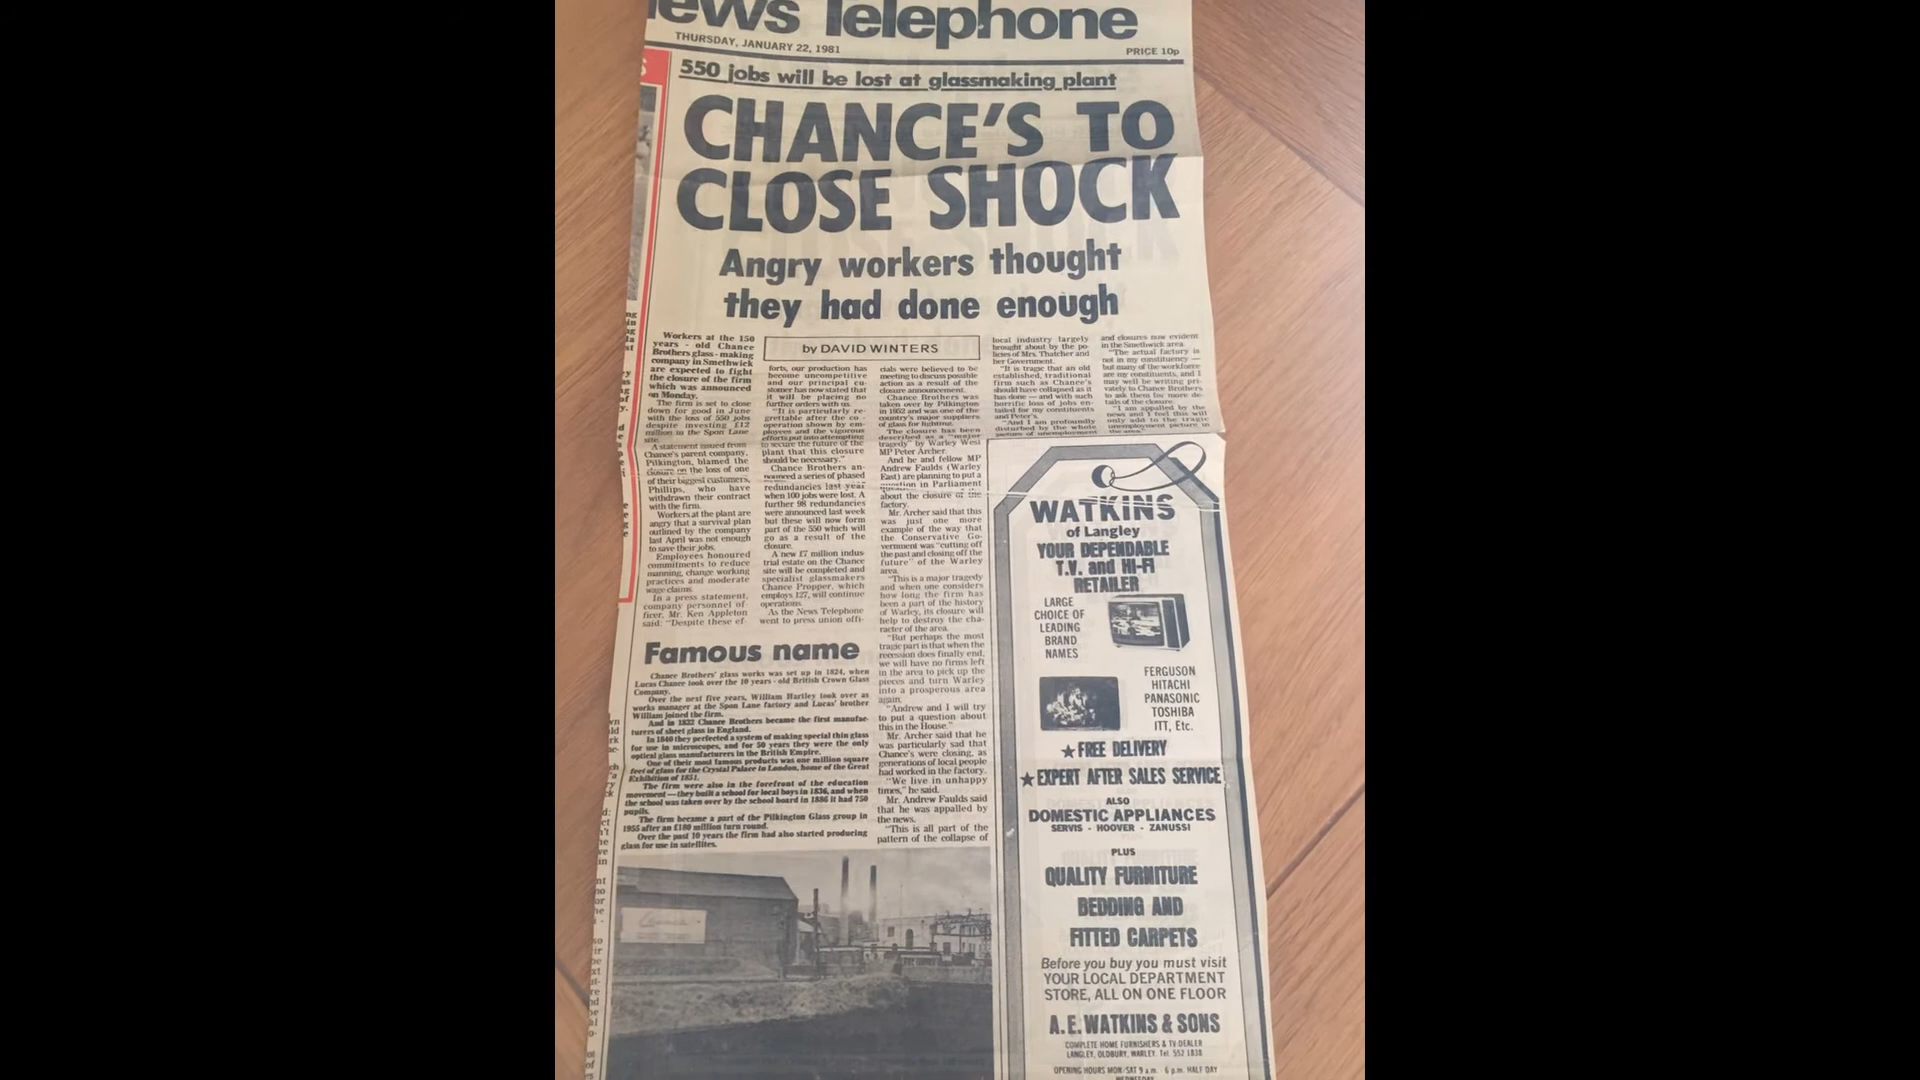 News Telephone
THURSDAY, JANUARY 22, 1981
PRICE 10p
550 jobs will be lost at glassmaking plant
CHANCE'S TO
CLOSE SHOCK
Angry workers thought
they had done enough
Workers at the 150
years - old Chance
Brothers glass - making
company in Smethwick
are expected to fight
the closure of the firm
which was announced
on Monday.
The firm is set to close
down for good in June
with the loss of 550 jobs
despite investing £12
million in the Spon Lane
site.
A statement issued from
Chance's parent company,
Pilkington, blamed the
closure on the loss of one
of their biggest customers,
Phillips, who have
withdrawn their contract
with the firm.
Workers at the plant are
angry that a survival plan
outlined by the company
last April was not enough
to save their jobs.
Employees honoured
commitments to reduce
manning, change working
practices and moderate
wage claims.
In a press statement,
company personnel of-
ficer, Mr. Ken Appleton
said: "Despite these ef-
by DAVID WINTERS
forts, our production has
become uncompetitive
and our principal cu-
stomer has now stated that
it will be placing no
further orders with us.
"It is particularly re-
grettable after the co -
operation shown by em-
ployees and the vigorous
efforts put into attempting
to secure the future of the
plant that this closure
should be necessary."
Chance Brothers an-
nounced a series of phased
redundancies last year
when 100 jobs were lost. A
further 98 redundancies
were announced last week
but these will now form
part of the 550 which will
go as a result of the
closure.
A new £7 million indus-
trial estate on the Chance
site will be completed and
specialist glassmakers
Chance Propper, which
employs 127, will continue
operations.
As the News Telephone
went to press union offi-
cials were believed to be
meeting to discuss possible
action as a result of the
closure announcement.
Chance Brothers was
taken over by Pilkington
in 1952 and was one of the
country's major suppliers
of glass for lighting.
The closure has been
described as a "major
tragedy" by Warley West
MP Peter Archer.
And he and fellow MP
Andrew Faulds (Warley
East) are planning to put a
question in Parliament
about the closure of the
factory.
Mr. Archer said that this
was just one more
example of the way that
the Conservative Go-
vernment was "cutting off
the past and closing off the
future" of the Warley
area.
"This is a major tragedy
and when one considers
how long the firm has
been a part of the history
of Warley, its closure will
help to destroy the cha-
racter of the area.
"But perhaps the most
tragic part is that when the
recession does finally end,
we will have no firms left
in the area to pick up the
pieces and turn Warley
into a prosperous area
again.
"Andrew and I will try
to put a question about
this in the House."
Mr. Archer said that he
was particularly sad that
Chance's were closing, as
generations of local people
had worked in the factory.
"We live in unhappy
times," he said.
Mr. Andrew Faulds said
that he was appalled by
the news.
"This is all part of the
pattern of the collapse of
local industry largely
brought about by the po-
licies of Mrs. Thatcher and
her Government.
"It is tragic that an old
established, traditional
firm such as Chance's
should have collapsed as it
has done — and with such
horrific loss of jobs en-
tailed for my constituents
and Peter's.
"And I am profoundly
disturbed by the whole
picture of unemployment
and closures now evident
in the Smethwick area.
"The actual factory is
not in my constituency —
but many of the workforce
are my constituents, and I
may well be writing pri-
vately to Chance Brothers
to ask them for more de-
tails of the closure.
"I am appalled by the
news and I feel this will
only add to the tragic
unemployment picture in
the area."
Famous name
Chance Brothers' glass works was set up in 1824, when
Lucas Chance took over the 10 years - old British Crown Glass
Company.
Over the next five years, William Hartley took over as
works manager at the Spon Lane factory and Lucas' brother
William joined the firm.
And in 1832 Chance Brothers became the first manufac-
turers of sheet glass in England.
In 1840 they perfected a system of making special thin glass
for use in microscopes, and for 50 years they were the only
optical glass manufacturers in the British Empire.
One of their most famous products was one million square
feet of glass for the Crystal Palace in London, home of the Great
Exhibition of 1851.
The firm were also in the forefront of the education
movement — they built a school for local boys in 1836, and when
the school was taken over by the school board in 1886 it had 750
pupils.
The firm became a part of the Pilkington Glass group in
1955 after an £180 million turn round.
Over the past 10 years the firm had also started producing
glass for use in satellites.
WATKINS
of Langley
YOUR DEPENDABLE
T.V. and HI-FI
RETAILER
LARGE
CHOICE OF
LEADING
BRAND
NAMES
FERGUSON
HITACHI
PANASONIC
TOSHIBA
ITT, Etc.
★ FREE DELIVERY
★ EXPERT AFTER SALES SERVICE
ALSO
DOMESTIC APPLIANCES
SERVIS - HOOVER - ZANUSSI
PLUS
QUALITY FURNITURE
BEDDING AND
FITTED CARPETS
Before you buy you must visit
YOUR LOCAL DEPARTMENT
STORE, ALL ON ONE FLOOR
A.E. WATKINS & SONS
COMPLETE HOME FURNISHERS & TV DEALER
LANGLEY, OLDBURY, WARLEY. Tel. 552 1838
OPENING HOURS MON-SAT 9 a.m. 6 p.m. HALF DAY
WEDNESDAY